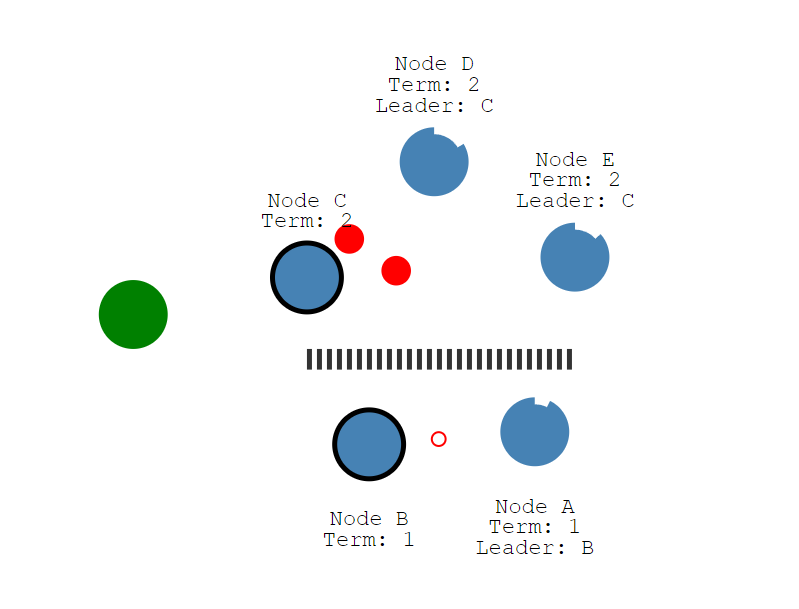 Node D
Term: 2
Leader: C
Node E
Term: 2
Leader: C
Node C
Term: 2
Node B
Term: 1
Node A
Term: 1
Leader: B